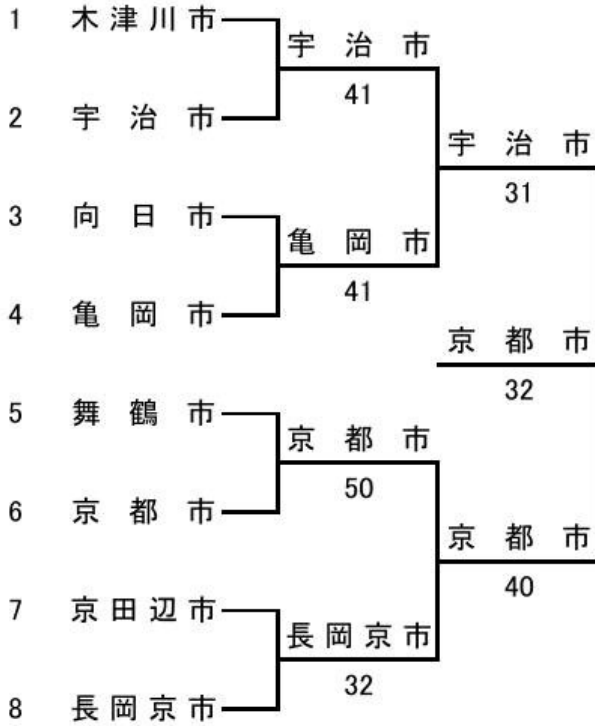 1 木津川市
宇治市
41
2 宇治市
宇治市
31
3 向日市
亀岡市
41
4 亀岡市
京都市
32
5 舞鶴市
京都市
50
6 京都市
京都市
40
7 京田辺市
長岡京市
32
8 長岡京市